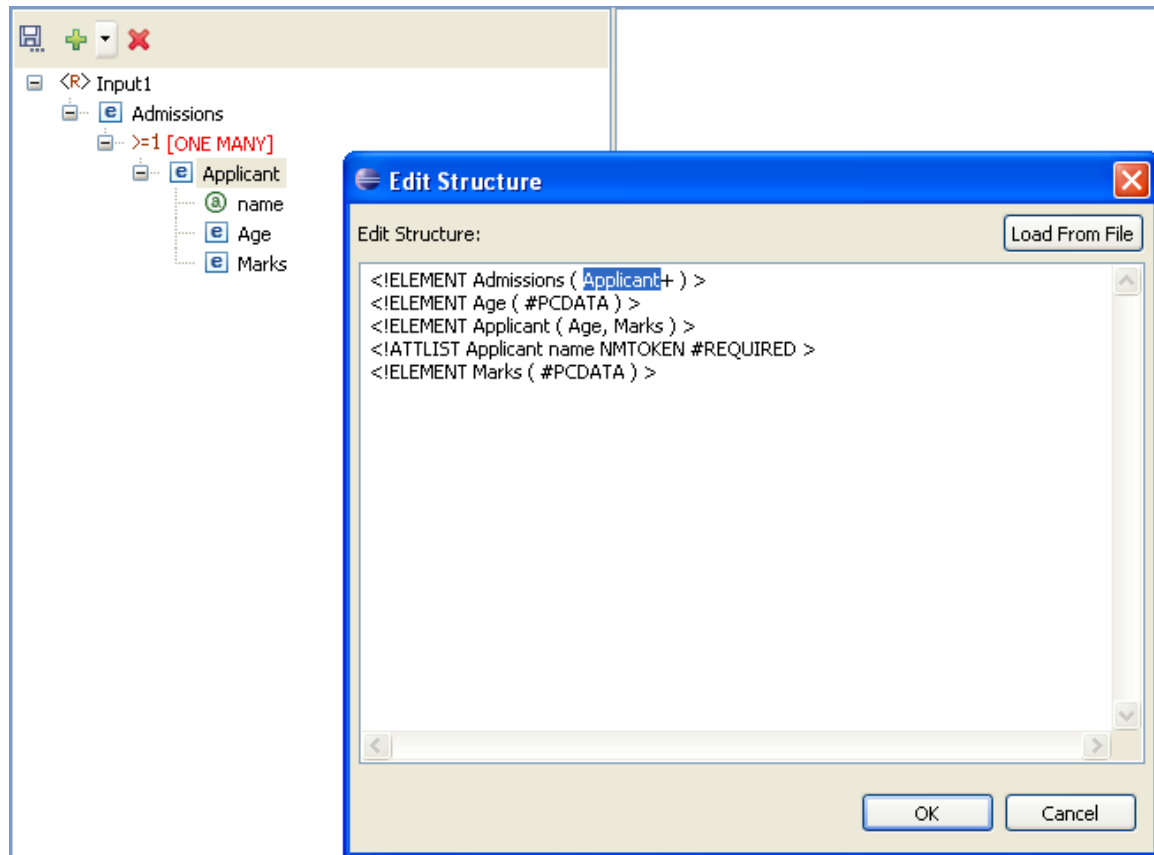 <R> Input1
e Admissions
>=1 [ONE MANY]
e Applicant
a name
e Age
e Marks
Edit Structure
Edit Structure:
Load From File
<!ELEMENT Admissions ( Applicant+ ) >
<!ELEMENT Age ( #PCDATA ) >
<!ELEMENT Applicant ( Age, Marks ) >
<!ATTLIST Applicant name NMTOKEN #REQUIRED >
<!ELEMENT Marks ( #PCDATA ) >
OK
Cancel